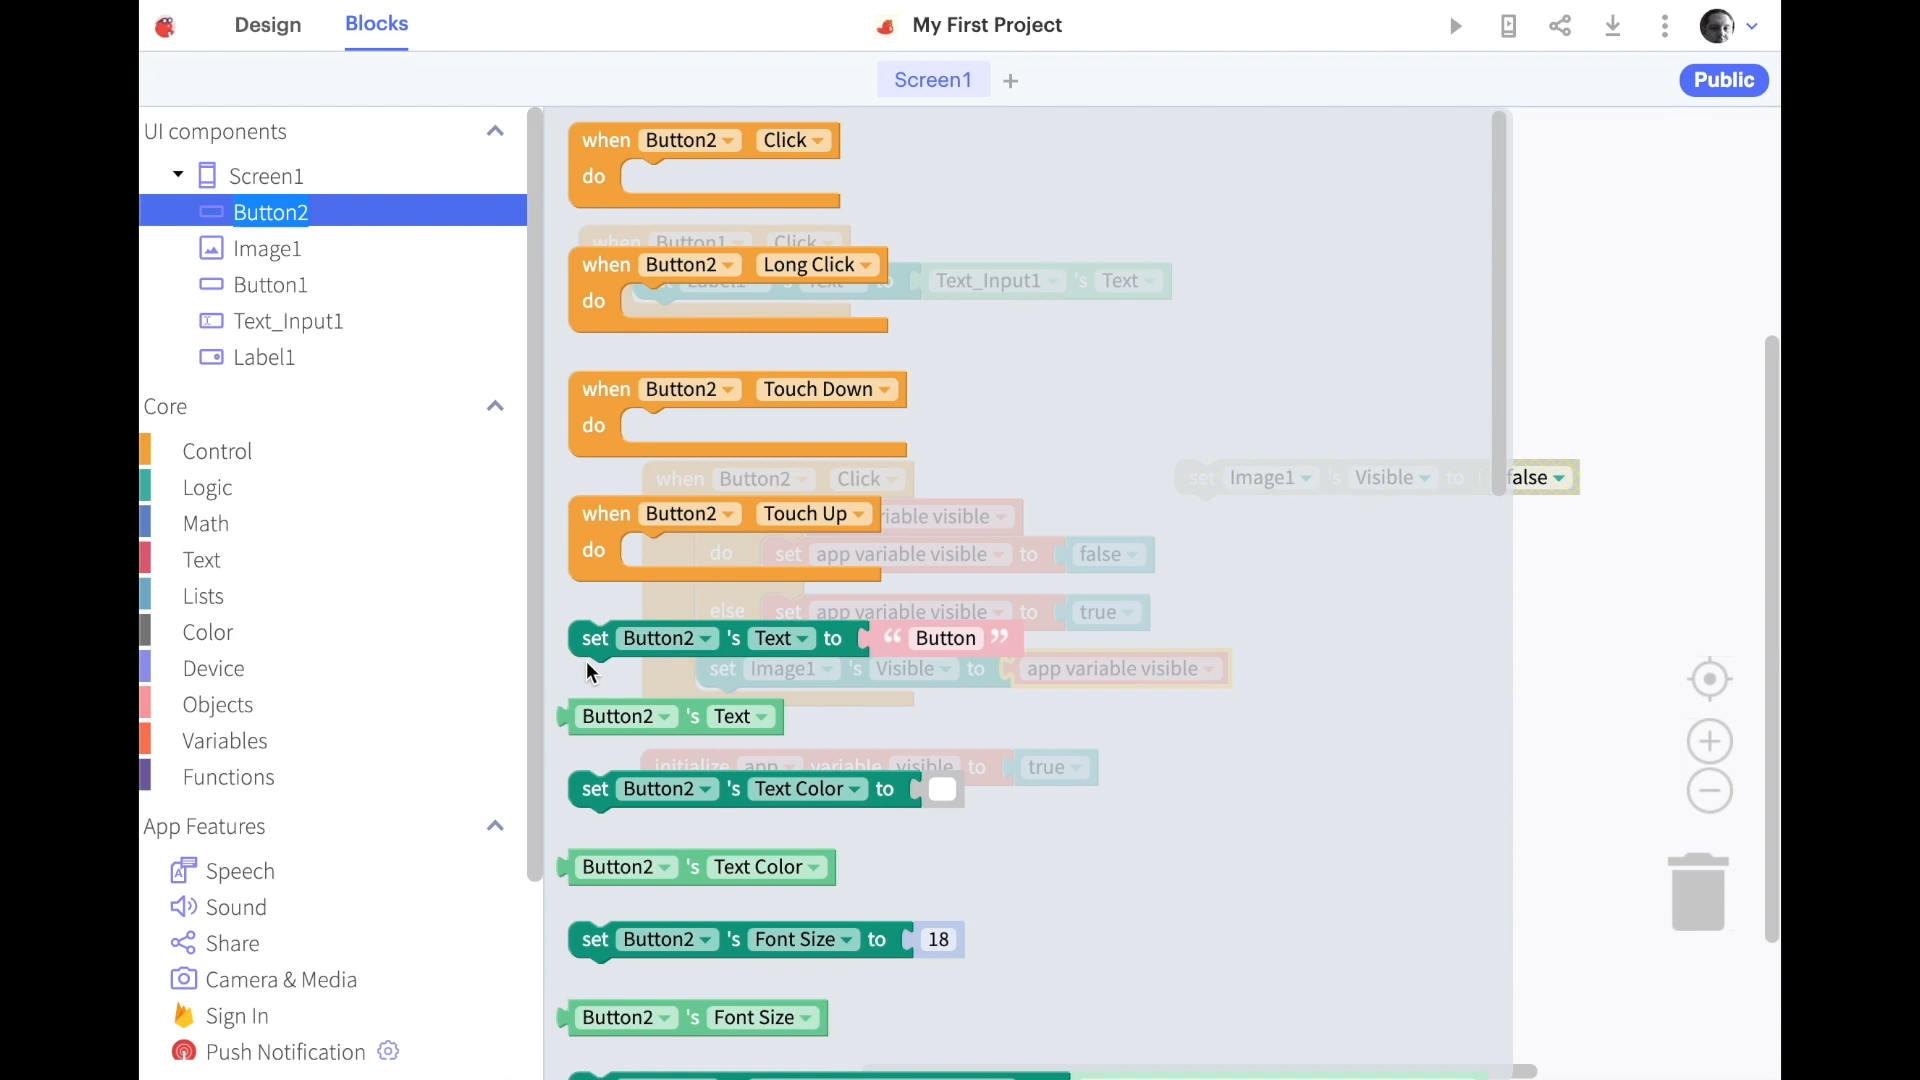 Design
Blocks
My First Project
Screen1 +
Public
UI components
Screen1
Button2
Image1
Button1
Text_Input1
Label1
Core
Control
Logic
Math
Text
Lists
Color
Device
Objects
Variables
Functions
App Features
Speech
Sound
Share
Camera & Media
Sign In
Push Notification
when Button2 Click
do
when Button1 Click
when Button2 Long Click
do
Text_Input1 's Text
when Button2 Touch Down
do
when Button2 Click
set Image1 's Visible to false
when Button2 Touch Up
do
do set app variable visible to false
else set app variable visible to true
set Button2 's Text to “ Button ”
set Image1 's Visible to app variable visible
Button2 's Text
initialize app variable visible to true
set Button2 's Text Color to
Button2 's Text Color
set Button2 's Font Size to 18
Button2 's Font Size